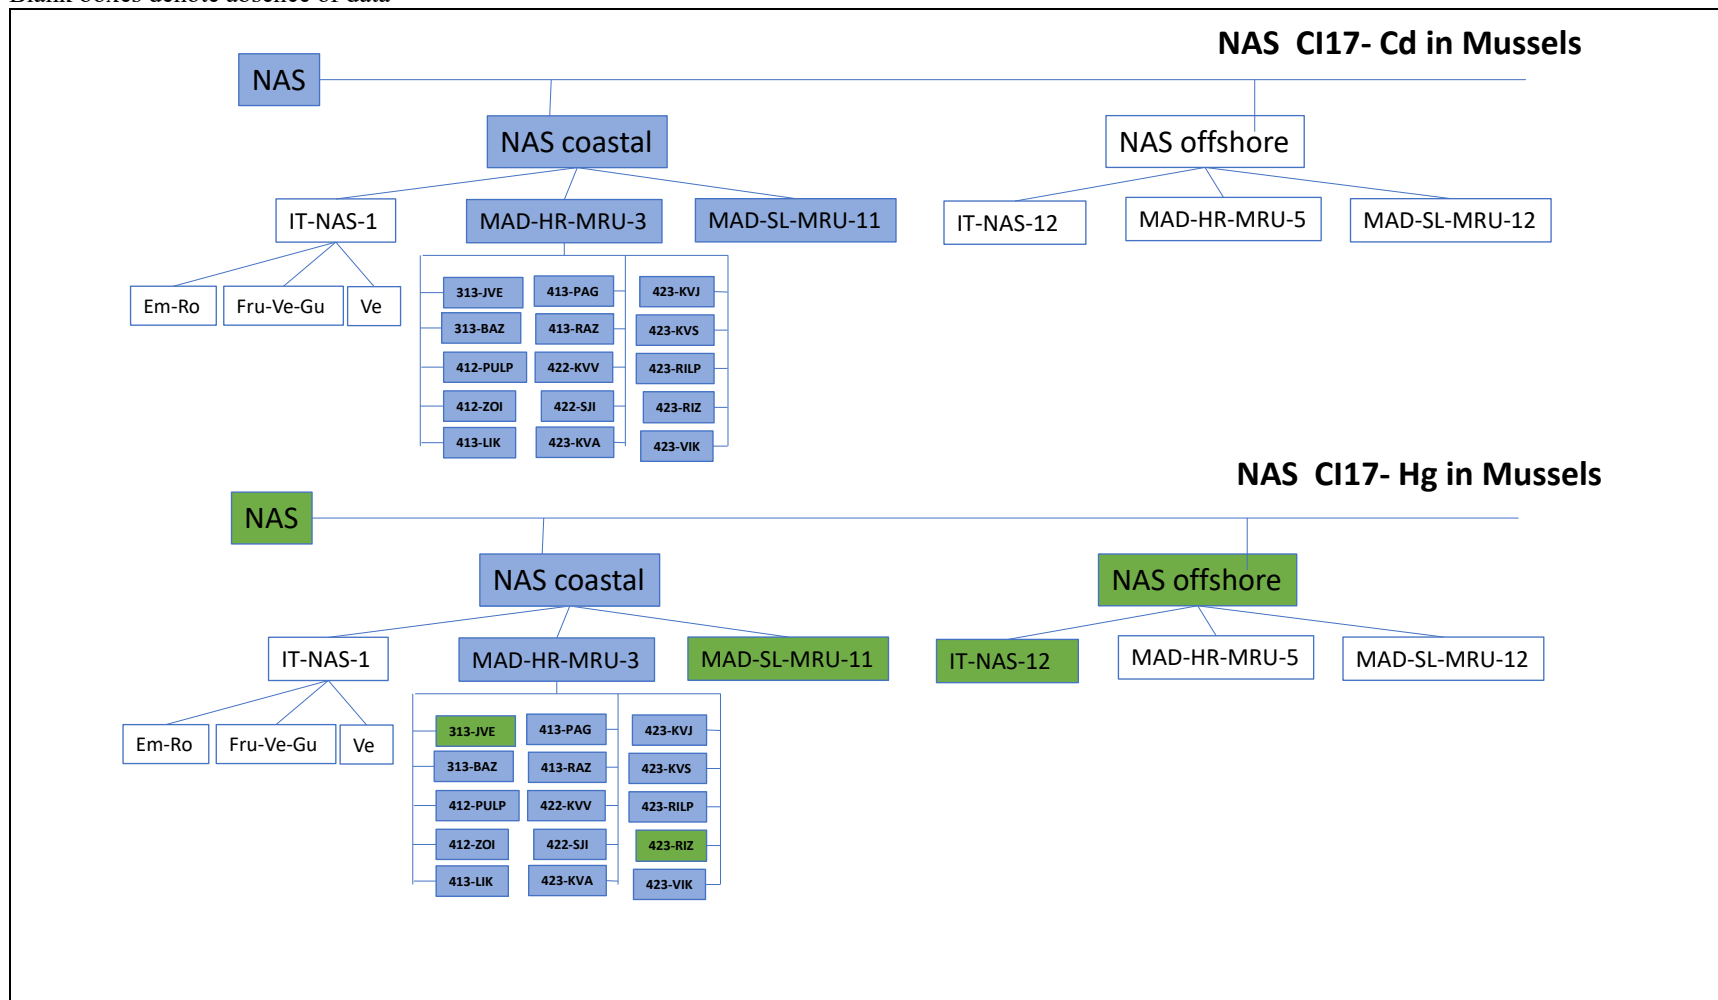 Blank boxes denote absence of data
NAS CI17- Cd in Mussels
NAS
NAS coastal
NAS offshore
IT-NAS-1
MAD-HR-MRU-3
MAD-SL-MRU-11
IT-NAS-12
MAD-HR-MRU-5
MAD-SL-MRU-12
Em-Ro
Fru-Ve-Gu
Ve
313-JVE
413-PAG
423-KVJ
313-BAZ
413-RAZ
423-KVS
412-PULP
422-KVV
423-RILP
412-ZOI
422-SJI
423-RIZ
413-LIK
423-KVA
423-VIK
NAS CI17- Hg in Mussels
NAS
NAS coastal
NAS offshore
IT-NAS-1
MAD-HR-MRU-3
MAD-SL-MRU-11
IT-NAS-12
MAD-HR-MRU-5
MAD-SL-MRU-12
Em-Ro
Fru-Ve-Gu
Ve
313-JVE
413-PAG
423-KVJ
313-BAZ
413-RAZ
423-KVS
412-PULP
422-KVV
423-RILP
412-ZOI
422-SJI
423-RIZ
413-LIK
423-KVA
423-VIK